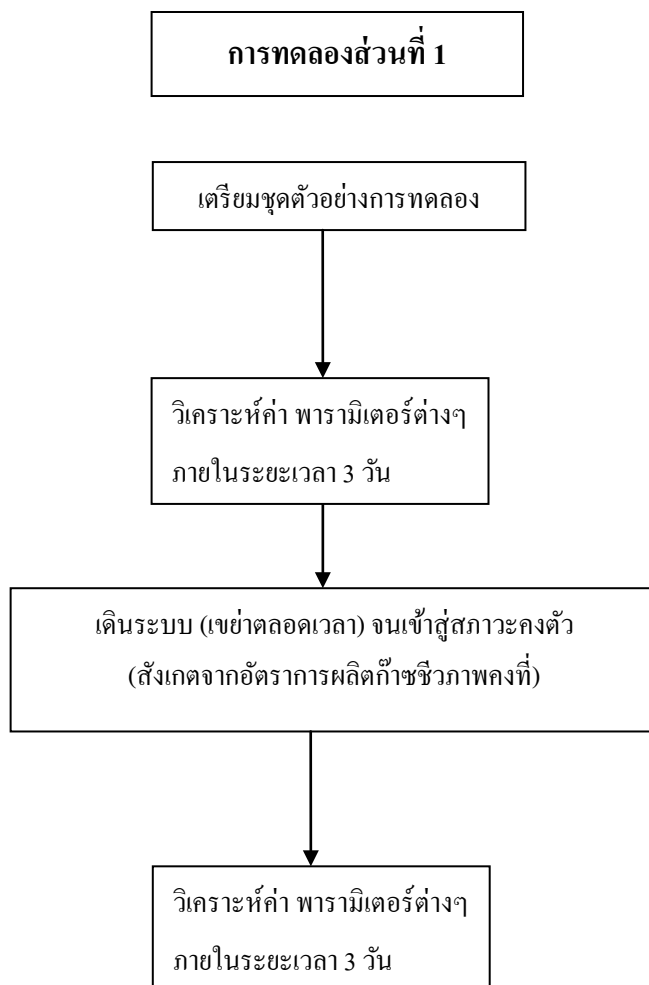 การทดลองส่วนที่ 1
เตรียมชุดตัวอย่างการทดลอง
วิเคราะห์ค่า พารามิเตอร์ต่างๆ
ภายในระยะเวลา 3 วัน
เดินระบบ (เขย่าตลอดเวลา) จนเข้าสู่สภาวะคงตัว
(สังเกตจากอัตราการผลิตก๊าซชีวภาพคงที่)
วิเคราะห์ค่า พารามิเตอร์ต่างๆ
ภายในระยะเวลา 3 วัน